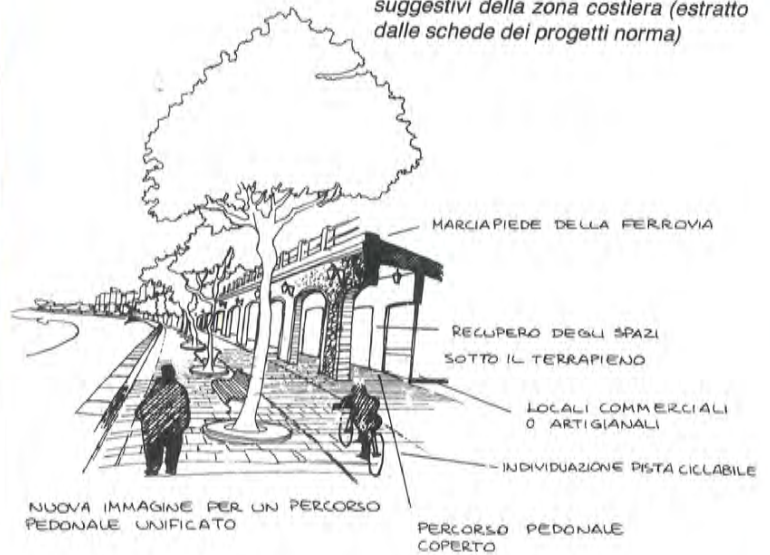 suggestivi della zona costiera (estratto
dalle schede dei progetti norma)
MARCIAPIEDE DELLA FERROVIA
RECUPERO DEGLI SPAZI
SOTTO IL TERRAPIENO
LOCALI COMMERCIALI
O ARTIGIANALI
INDIVIDUAZIONE PISTA CICLABILE
NUOVA IMMAGINE PER UN PERCORSO
PEDONALE UNIFICATO
PERCORSO PEDONALE
COPERTO